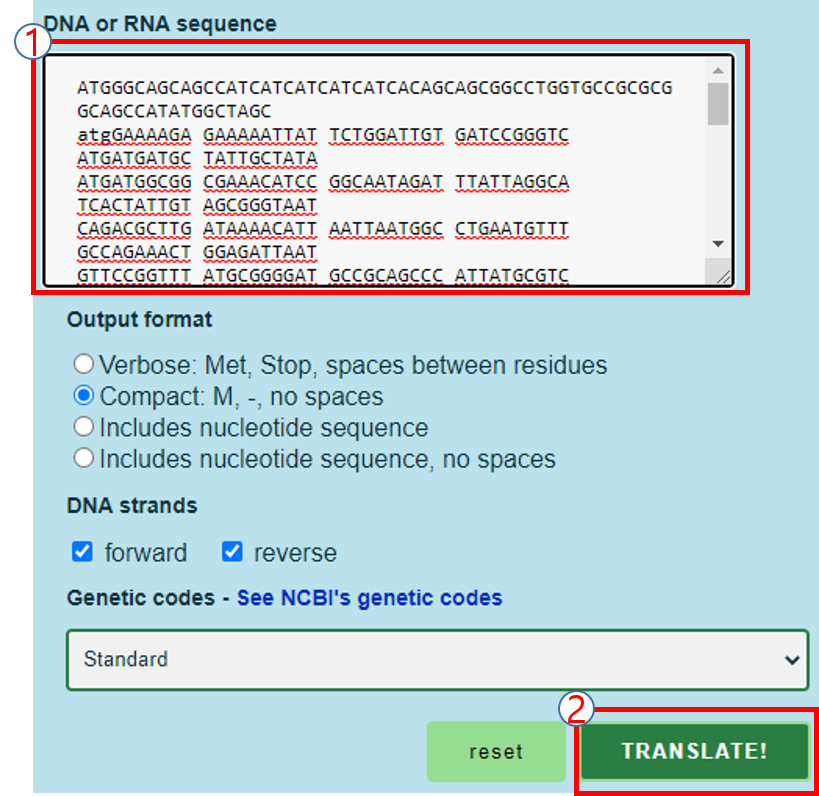 DNA or RNA sequence
1
ATGGGCAGCAGCCATCATCATCATCATCACAGCAGCGGCCTGGTGCCGCGCG
GCAGCCATATGGCTAGC
atgGAAAAGA GAAAAATTAT TCTGGATTGT GATCCGGGTC
ATGATGATGC TATTGCTATA
ATGATGGCGG CGAAACATCC GGCAATAGAT TTATTAGGCA
TCACTATTGT AGCGGGTAAT
CAGACGCTTG ATAAAACATT AATTAATGGC CTGAATGTTT
GCCAGAAACT GGAGATTAAT
GTTCCGGTTT ATGCGGGGAT GCCGCAGCCC ATTATGCGTC
Output format
Verbose: Met, Stop, spaces between residues
Compact: M, -, no spaces
Includes nucleotide sequence
Includes nucleotide sequence, no spaces
DNA strands
forward reverse
Genetic codes - See NCBI's genetic codes
Standard
2
reset TRANSLATE!